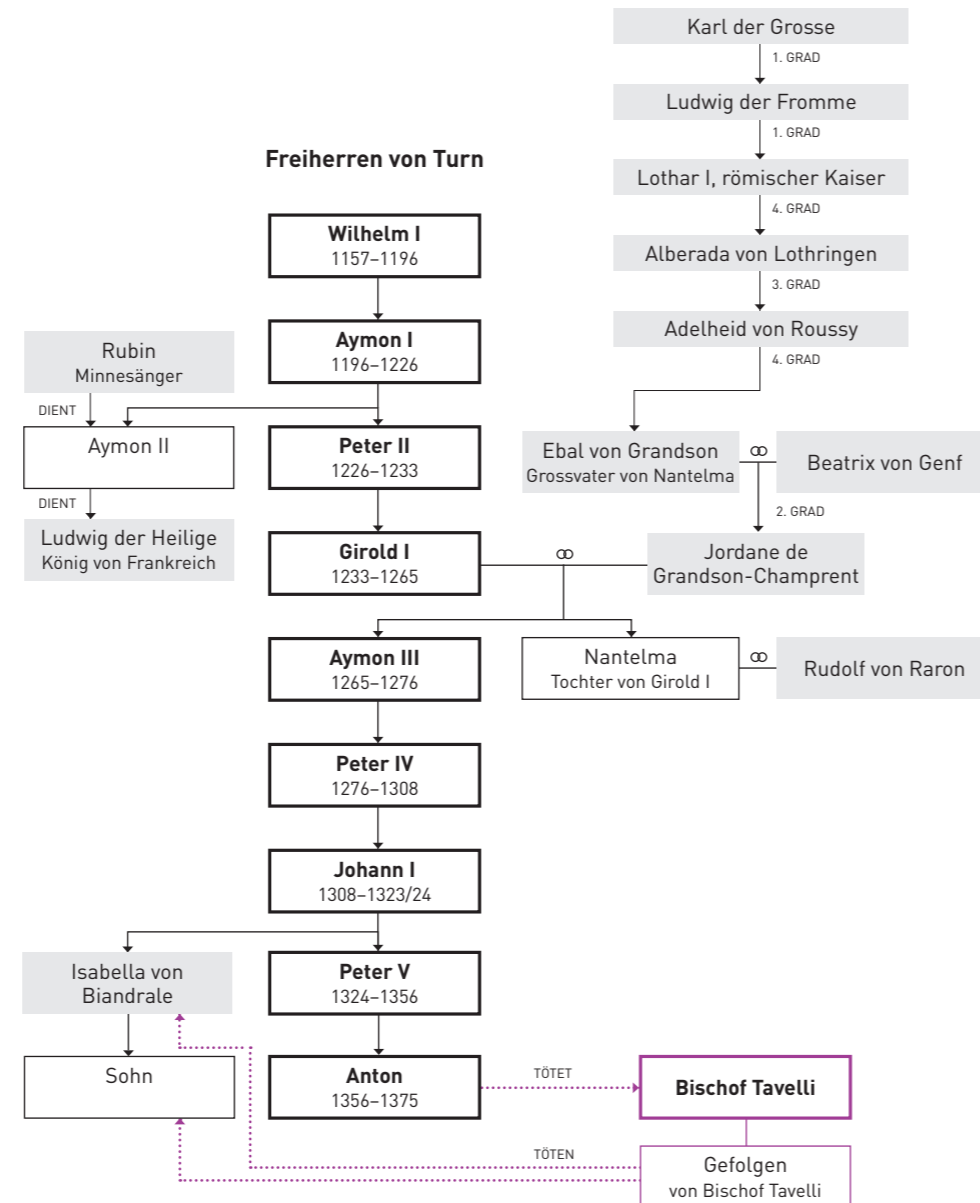 Karl der Grosse
1. GRAD
Ludwig der Fromme
1. GRAD
Freiherren von Turn
Lothar I, römischer Kaiser
4. GRAD
Wilhelm I
1157–1196
Alberada von Lothringen
3. GRAD
Adelheid von Roussy
4. GRAD
Aymon I
1196–1226
Rubin
Minnesänger
DIENT
Aymon II
Peter II
1226–1233
Ebal von Grandson
Grossvater von Nantelma
Beatrix von Genf
2. GRAD
DIENT
Ludwig der Heilige
König von Frankreich
Girold I
1233–1265
Jordane de
Grandson-Champrent
Aymon III
1265–1276
Nantelma
Tochter von Girold I
Rudolf von Raron
Peter IV
1276–1308
Johann I
1308–1323/24
Isabella von
Biandrale
Peter V
1324–1356
Sohn
Anton
1356–1375
TÖTET
Bischof Tavelli
TÖTEN
Gefolgen
von Bischof Tavelli